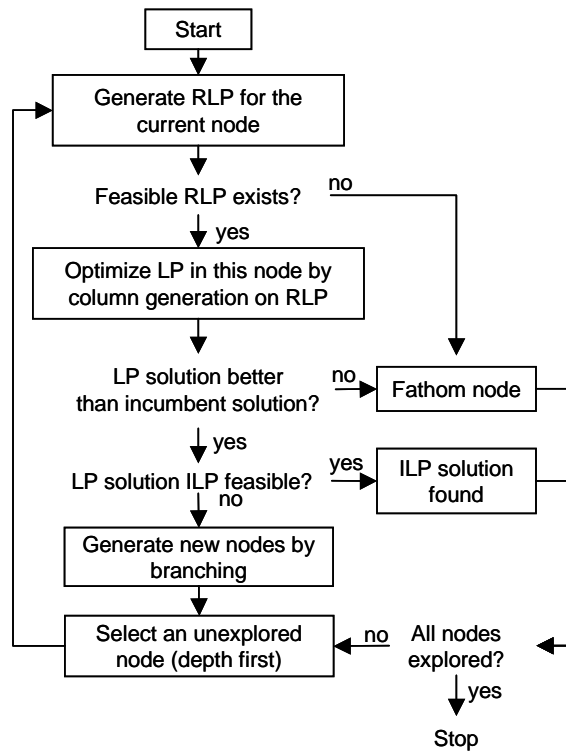 Start
Generate RLP for the
current node
Feasible RLP exists?
no
yes
Optimize LP in this node by
column generation on RLP
LP solution better
than incumbent solution?
no
Fathom node
yes
LP solution ILP feasible?
yes
ILP solution
found
no
Generate new nodes by
branching
Select an unexplored
node (depth first)
no
All nodes
explored?
yes
Stop